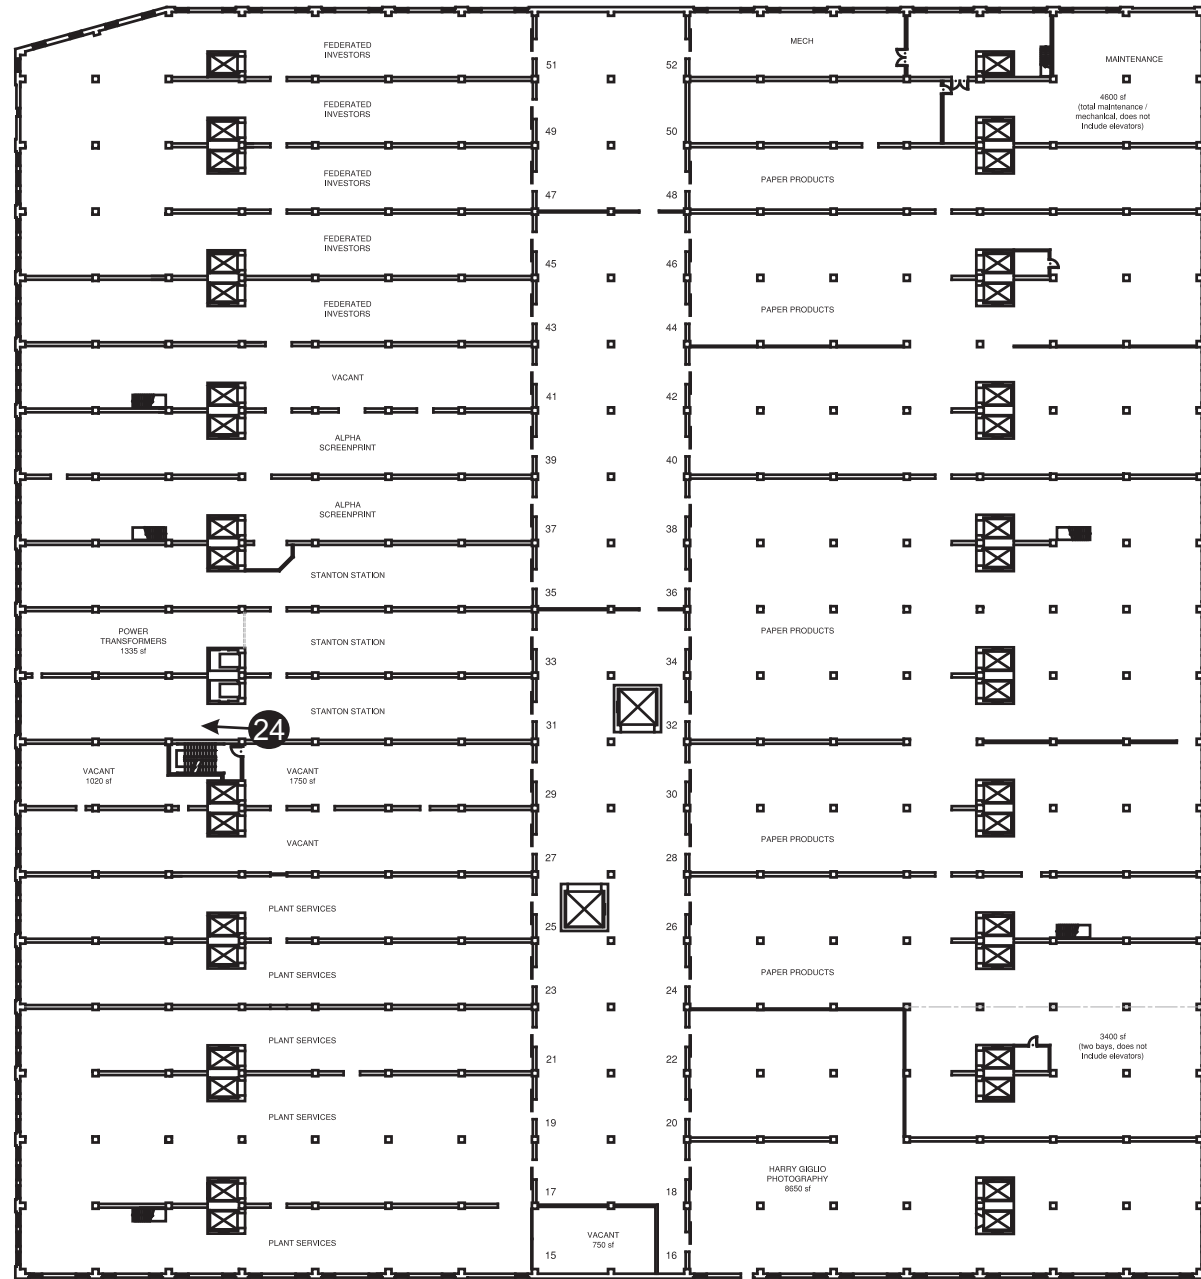 FEDERATED
INVESTORS
51
52
MECH
MAINTENANCE
4600 sf
(total maintenance /
mechanical, does not
include elevators)
FEDERATED
INVESTORS
49
50
FEDERATED
INVESTORS
47
48
PAPER PRODUCTS
FEDERATED
INVESTORS
45
46
FEDERATED
INVESTORS
43
44
PAPER PRODUCTS
VACANT
41
42
ALPHA
SCREENPRINT
39
40
ALPHA
SCREENPRINT
37
38
STANTON STATION
35
36
POWER
TRANSFORMERS
1335 sf
STANTON STATION
33
34
PAPER PRODUCTS
STANTON STATION
24
31
32
VACANT
1020 sf
VACANT
1750 sf
29
30
VACANT
27
28
PAPER PRODUCTS
PLANT SERVICES
25
26
PLANT SERVICES
23
24
PAPER PRODUCTS
PLANT SERVICES
21
22
3400 sf
(two bays, does not
include elevators)
PLANT SERVICES
19
20
17
18
HARRY GIGLIO
PHOTOGRAPHY
8650 sf
PLANT SERVICES
15
VACANT
750 sf
16